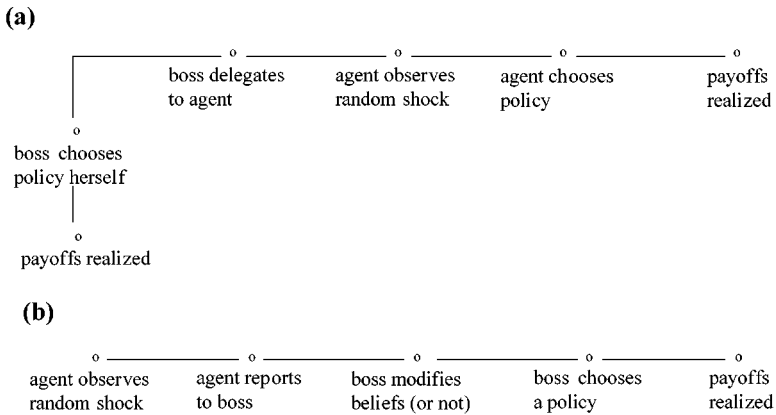 (a)
boss delegates
to agent
agent observes
random shock
agent chooses
policy
payoffs
realized
boss chooses
policy herself
payoffs realized
(b)
agent observes
random shock
agent reports
to boss
boss modifies
beliefs (or not)
boss chooses
a policy
payoffs
realized